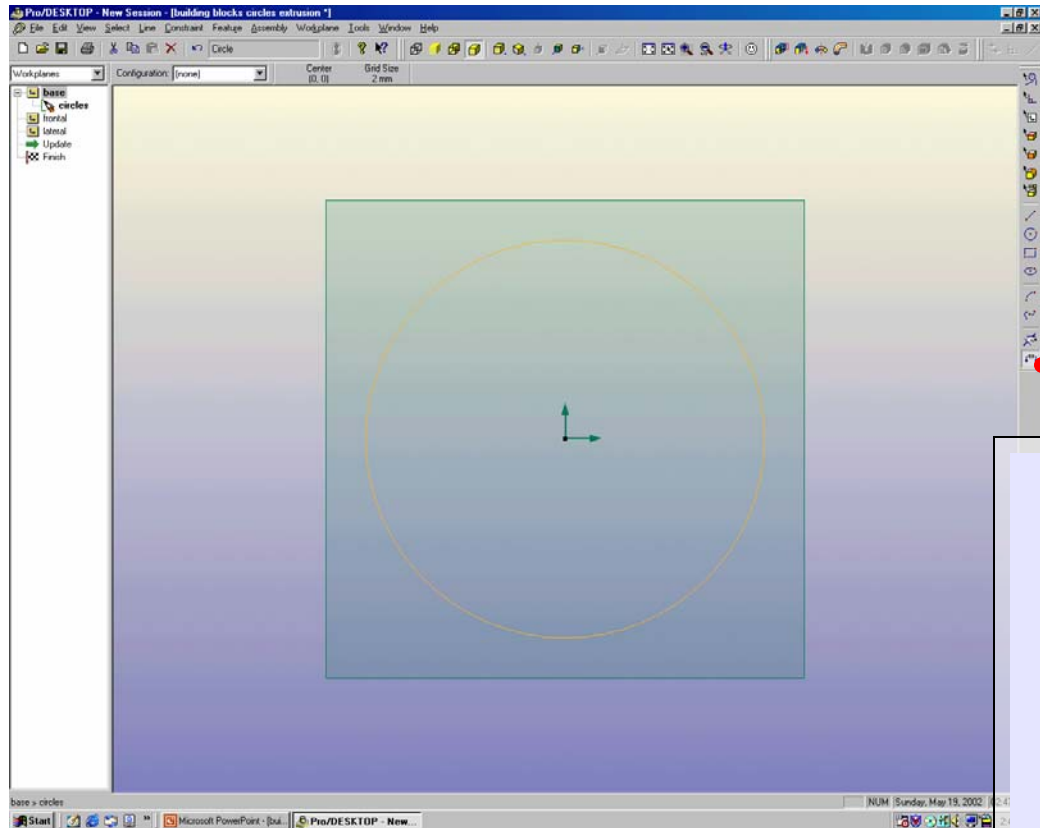 Pro/DESKTOP - New Session - [building blocks circles extrusion *]
File Edit View Select Line Constraint Feature Assembly Workplane Tools Window Help
Circle
Workplanes Configuration: (none) Center Grid Size
(0, 0) 2 mm
base
circles
frontal
lateral
Update
Finish
base > circles NUM Sunday, May 19, 2002
Start Microsoft PowerPoint - [bui... Pro/DESKTOP - New...